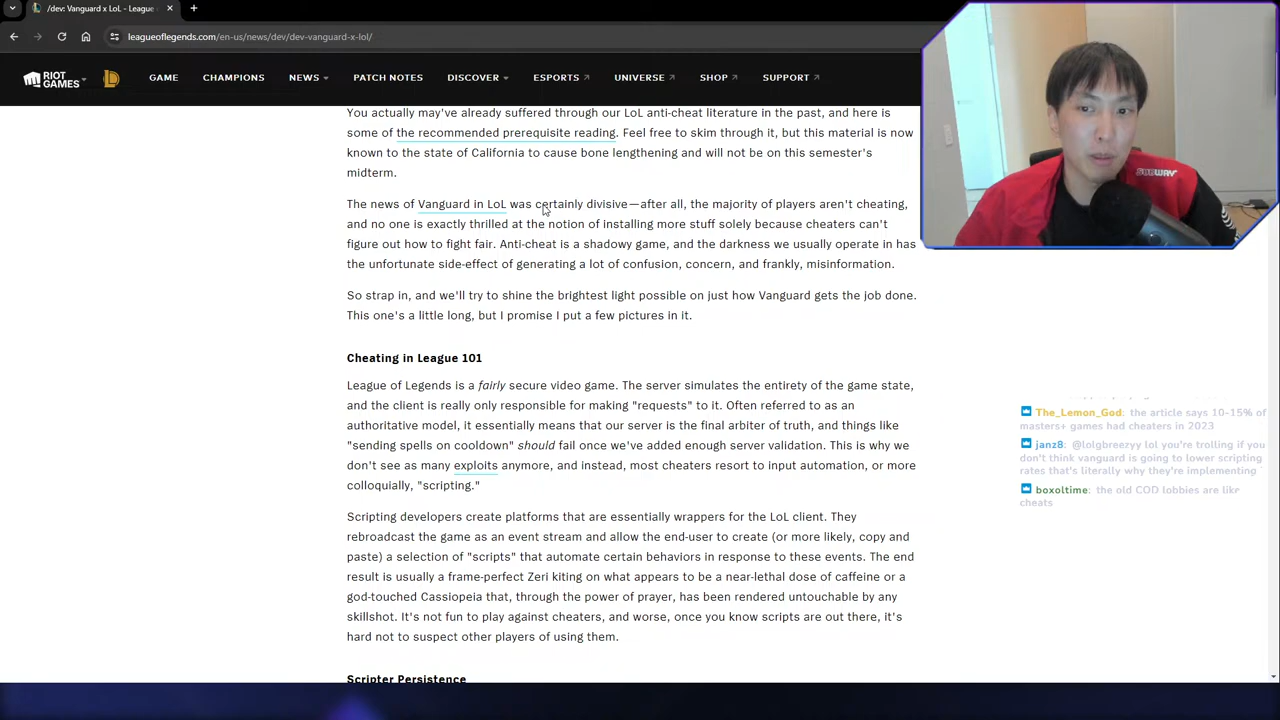 /dev: Vanguard x LoL - League
leagueoflegends.com/en-us/news/dev/dev-vanguard-x-lol/
RIOT GAMES
GAME
CHAMPIONS
NEWS
PATCH NOTES
DISCOVER
ESPORTS
UNIVERSE
SHOP
SUPPORT
You actually may've already suffered through our LoL anti-cheat literature in the past, and here is
some of the recommended prerequisite reading. Feel free to skim through it, but this material is now
known to the state of California to cause bone lengthening and will not be on this semester's
midterm.
The news of Vanguard in LoL was certainly divisive—after all, the majority of players aren't cheating,
and no one is exactly thrilled at the notion of installing more stuff solely because cheaters can't
figure out how to fight fair. Anti-cheat is a shadowy game, and the darkness we usually operate in has
the unfortunate side-effect of generating a lot of confusion, concern, and frankly, misinformation.
So strap in, and we'll try to shine the brightest light possible on just how Vanguard gets the job done.
This one's a little long, but I promise I put a few pictures in it.
Cheating in League 101
League of Legends is a fairly secure video game. The server simulates the entirety of the game state,
and the client is really only responsible for making "requests" to it. Often referred to as an
authoritative model, it essentially means that our server is the final arbiter of truth, and things like
"sending spells on cooldown" should fail once we've added enough server validation. This is why we
don't see as many exploits anymore, and instead, most cheaters resort to input automation, or more
colloquially, "scripting."
Scripting developers create platforms that are essentially wrappers for the LoL client. They
rebroadcast the game as an event stream and allow the end-user to create (or more likely, copy and
paste) a selection of "scripts" that automate certain behaviors in response to these events. The end
result is usually a frame-perfect Zeri kiting on what appears to be a near-lethal dose of caffeine or a
god-touched Cassiopeia that, through the power of prayer, has been rendered untouchable by any
skillshot. It's not fun to play against cheaters, and worse, once you know scripts are out there, it's
hard not to suspect other players of using them.
Scripter Persistence
SUBWAY
The_Lemon_God: the article says 10-15% of
masters+ games had cheaters in 2023
janz8: @lolgbreezyy lol you're trolling if you
don't think vanguard is going to lower scripting
rates that's literally why they're implementing
boxoltime: the old COD lobbies are like
cheats